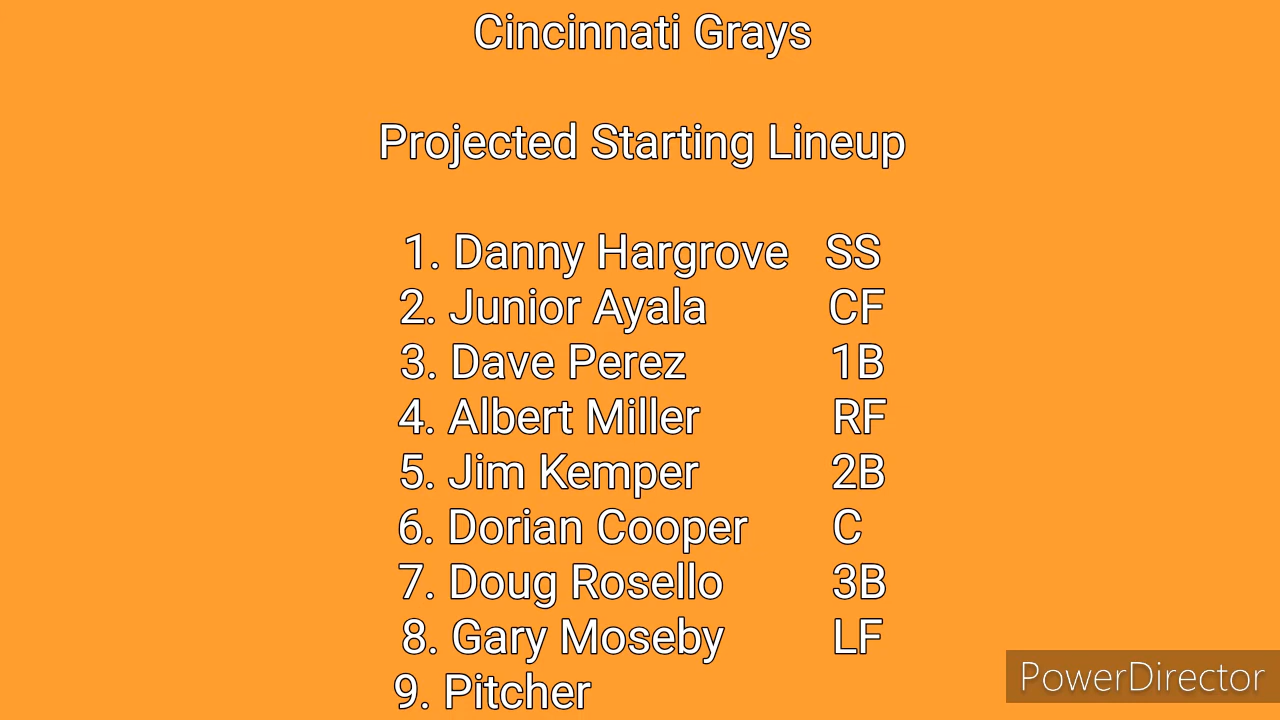 Cincinnati Grays
Projected Starting Lineup
1. Danny Hargrove SS
2. Junior Ayala CF
3. Dave Perez 1B
4. Albert Miller RF
5. Jim Kemper 2B
6. Dorian Cooper C
7. Doug Rosello 3B
8. Gary Moseby LF
9. Pitcher
PowerDirector